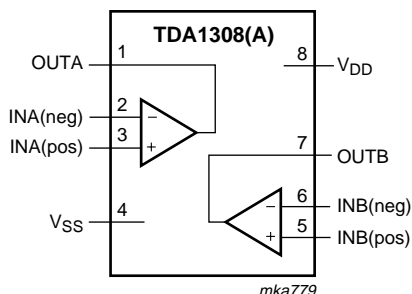 TDA1308(A)
OUTA 1
8 VDD
INA(neg) 2 −
INA(pos) 3 +
7 OUTB
VSS 4
− 6 INB(neg)
+ 5 INB(pos)
mka779